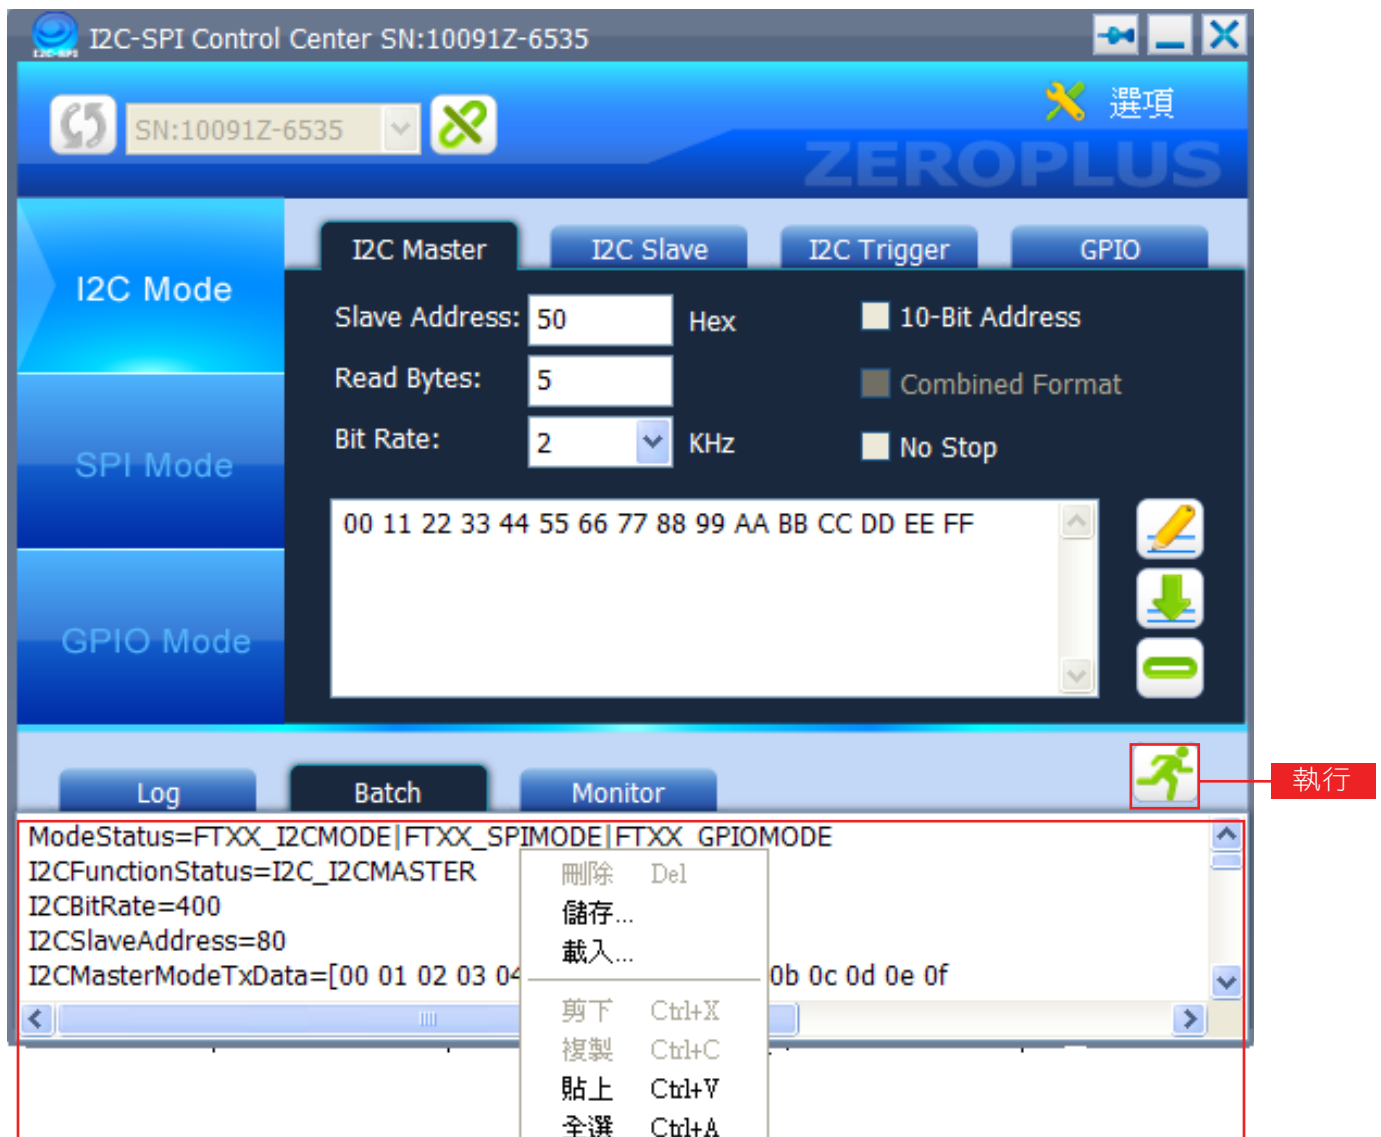 I2C-SPI Control Center SN:10091Z-6535
I2C-SPI
SN:10091Z-6535
選項
ZEROPLUS
I2C Mode
SPI Mode
GPIO Mode
I2C Master I2C Slave I2C Trigger GPIO
Slave Address: 50 Hex 10-Bit Address
Read Bytes: 5 Combined Format
Bit Rate: 2 KHz No Stop
00 11 22 33 44 55 66 77 88 99 AA BB CC DD EE FF
執行
Log Batch Monitor
ModeStatus=FTXX_I2CMODE|FTXX_SPIMODE|FTXX_GPIOMODE
I2CFunctionStatus=I2C_I2CMASTER
I2CBitRate=400
I2CSlaveAddress=80
I2CMasterModeTxData=[00 01 02 03 04 0b 0c 0d 0e 0f
刪除 Del
儲存...
載入...
剪下 Ctrl+X
複製 Ctrl+C
貼上 Ctrl+V
全選 Ctrl+A